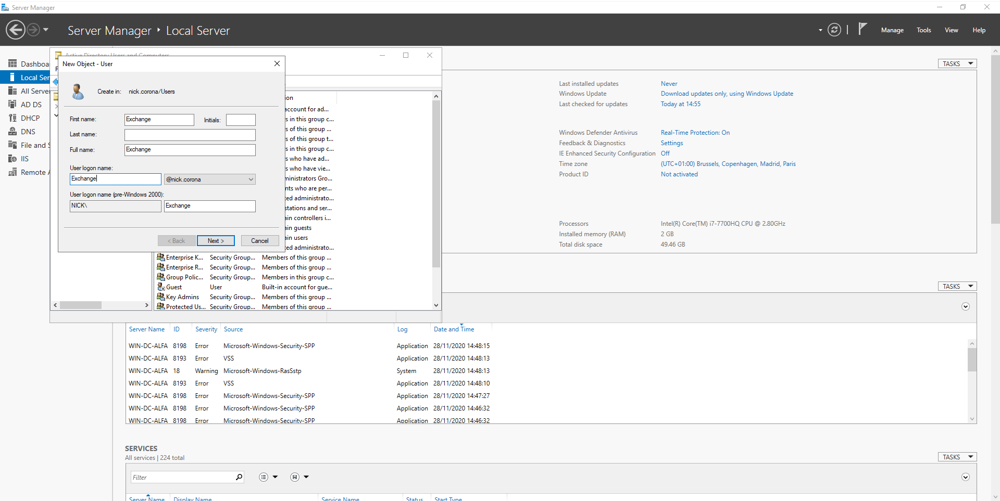 Server Manager
Server Manager ‣ Local Server
Manage Tools View Help
Dashboa
Local Ser
All Server
AD DS
DHCP
DNS
File and S
IIS
Remote A
Active Directory Users and Computers
New Object - User
Create in: nick.corona/Users
First name: Exchange Initials:
Last name:
Full name: Exchange
User logon name:
Exchange @nick.corona
User logon name (pre-Windows 2000):
NICK\ Exchange
< Back Next > Cancel
ion
account for ad...
s in this group c...
s of this group ...
s of this group t...
s in this group c...
s who have ad...
s who have vie...
ministrators Gro...
nts who are per...
ed administrato...
stations and ser...
ain controllers i...
ain guests
ain users
ed administrato...
Enterprise K... Security Group... Members of this group ...
Enterprise R... Security Group... Members of this group ...
Group Polic... Security Group... Members in this group c...
Guest User Built-in account for gue...
Key Admins Security Group... Members of this group ...
Protected Us... Security Group... Members of this group ...
TASKS
Last installed updates Never
Windows Update Download updates only, using Windows Update
Last checked for updates Today at 14:55
Windows Defender Antivirus Real-Time Protection: On
Feedback & Diagnostics Settings
IE Enhanced Security Configuration Off
Time zone (UTC+01:00) Brussels, Copenhagen, Madrid, Paris
Product ID Not activated
Processors Intel(R) Core(TM) i7-7700HQ CPU @ 2.80GHz
Installed memory (RAM) 2 GB
Total disk space 49.46 GB
TASKS
Server Name ID Severity Source Log Date and Time
WIN-DC-ALFA 8198 Error Microsoft-Windows-Security-SPP Application 28/11/2020 14:48:15
WIN-DC-ALFA 8193 Error VSS Application 28/11/2020 14:48:13
WIN-DC-ALFA 18 Warning Microsoft-Windows-RasSstp System 28/11/2020 14:48:13
WIN-DC-ALFA 8193 Error VSS Application 28/11/2020 14:48:10
WIN-DC-ALFA 8198 Error Microsoft-Windows-Security-SPP Application 28/11/2020 14:47:27
WIN-DC-ALFA 8198 Error Microsoft-Windows-Security-SPP Application 28/11/2020 14:46:32
WIN-DC-ALFA 8198 Error Microsoft-Windows-Security-SPP Application 28/11/2020 14:46:32
SERVICES
All services | 224 total
TASKS
Filter
Server Name Display Name Service Name Status Start Type